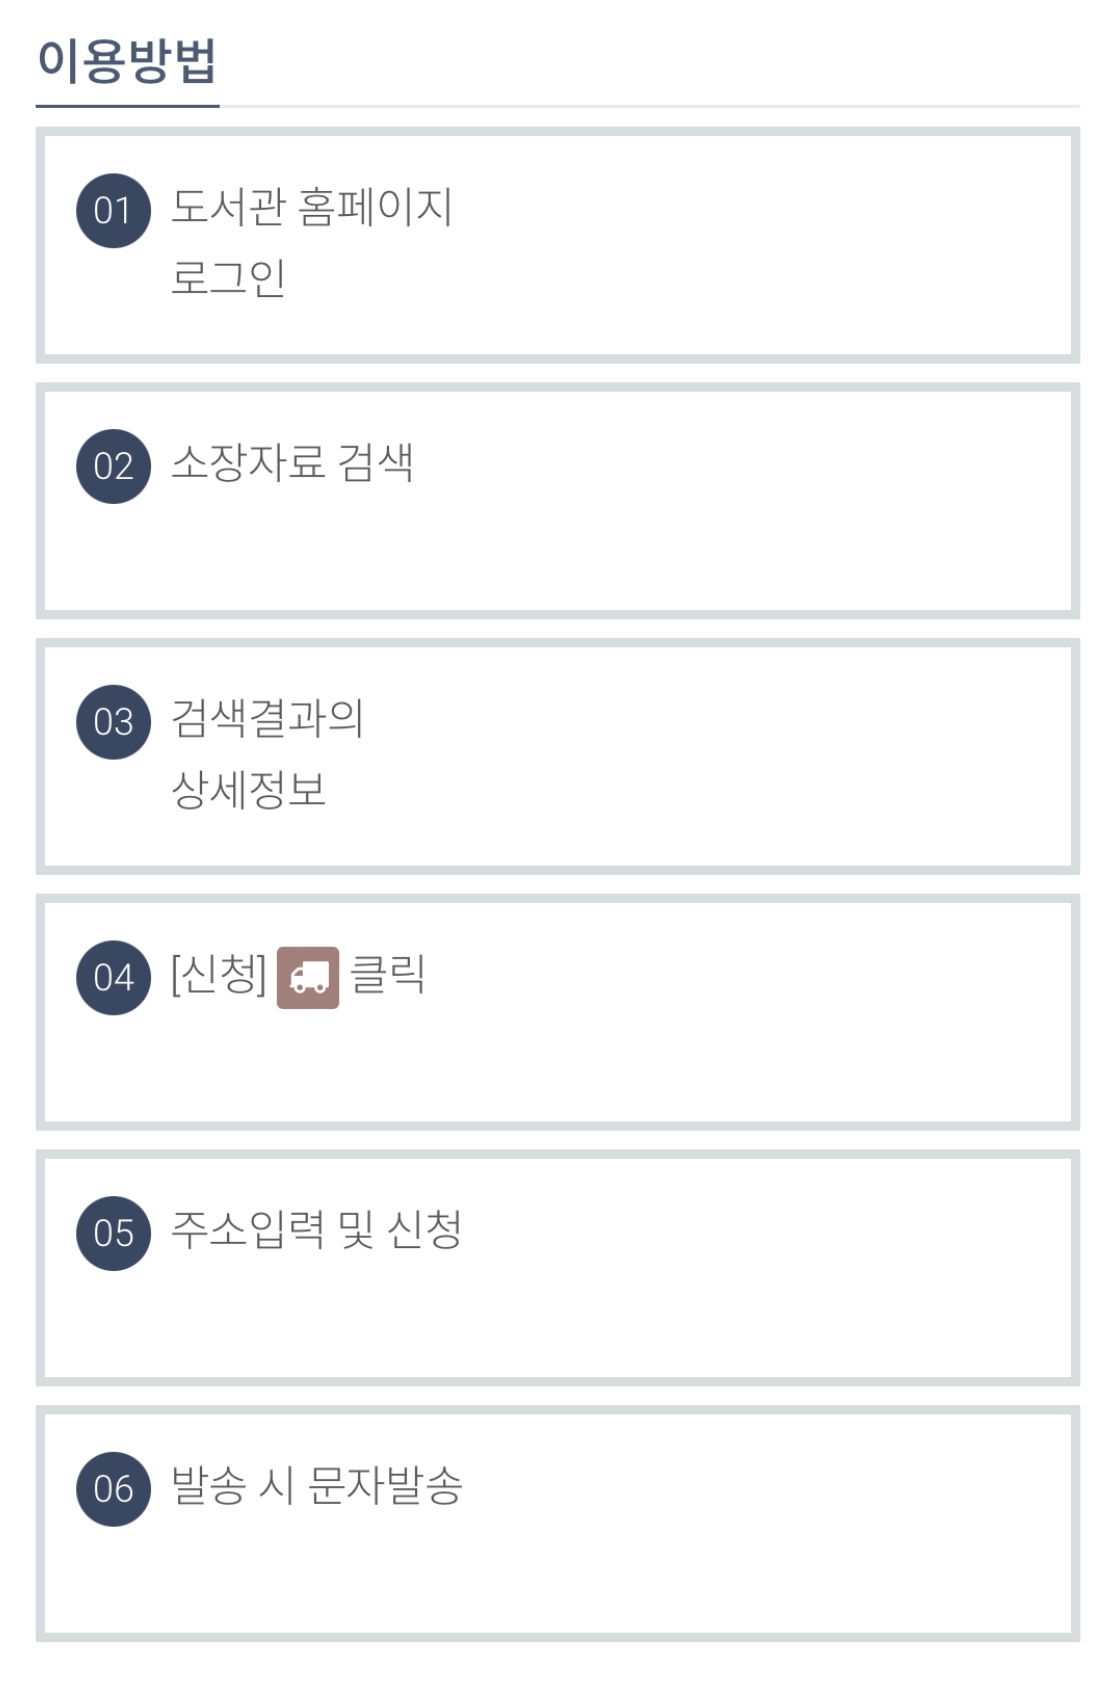 이용방법
01 도서관 홈페이지
로그인
02 소장자료 검색
03 검색결과의
상세정보
04 [신청] 클릭
05 주소입력 및 신청
06 발송 시 문자발송